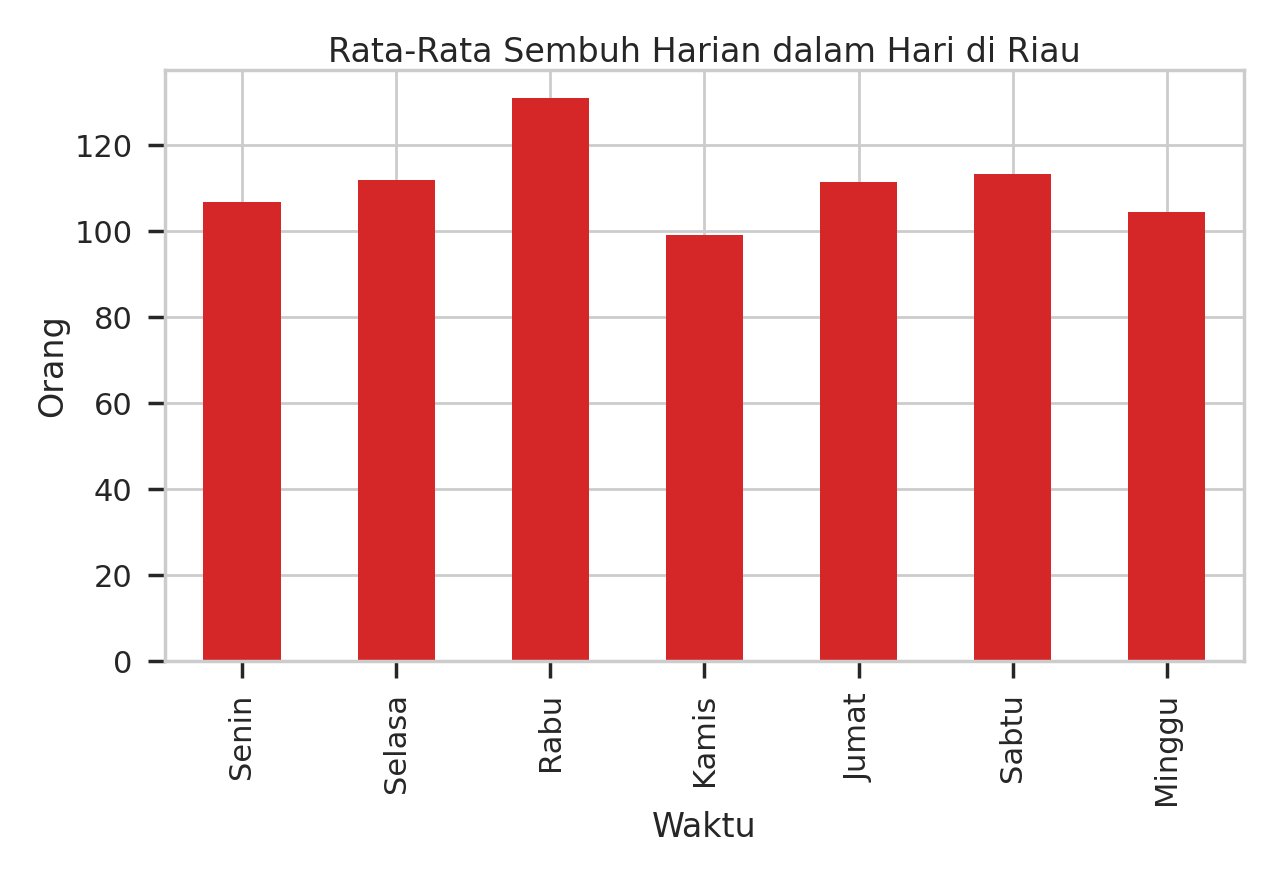 Rata-Rata Sembuh Harian dalam Hari di Riau
120
100
80
60
40
20
0
Orang
Senin
Selasa
Rabu
Kamis
Jumat
Sabtu
Minggu
Waktu